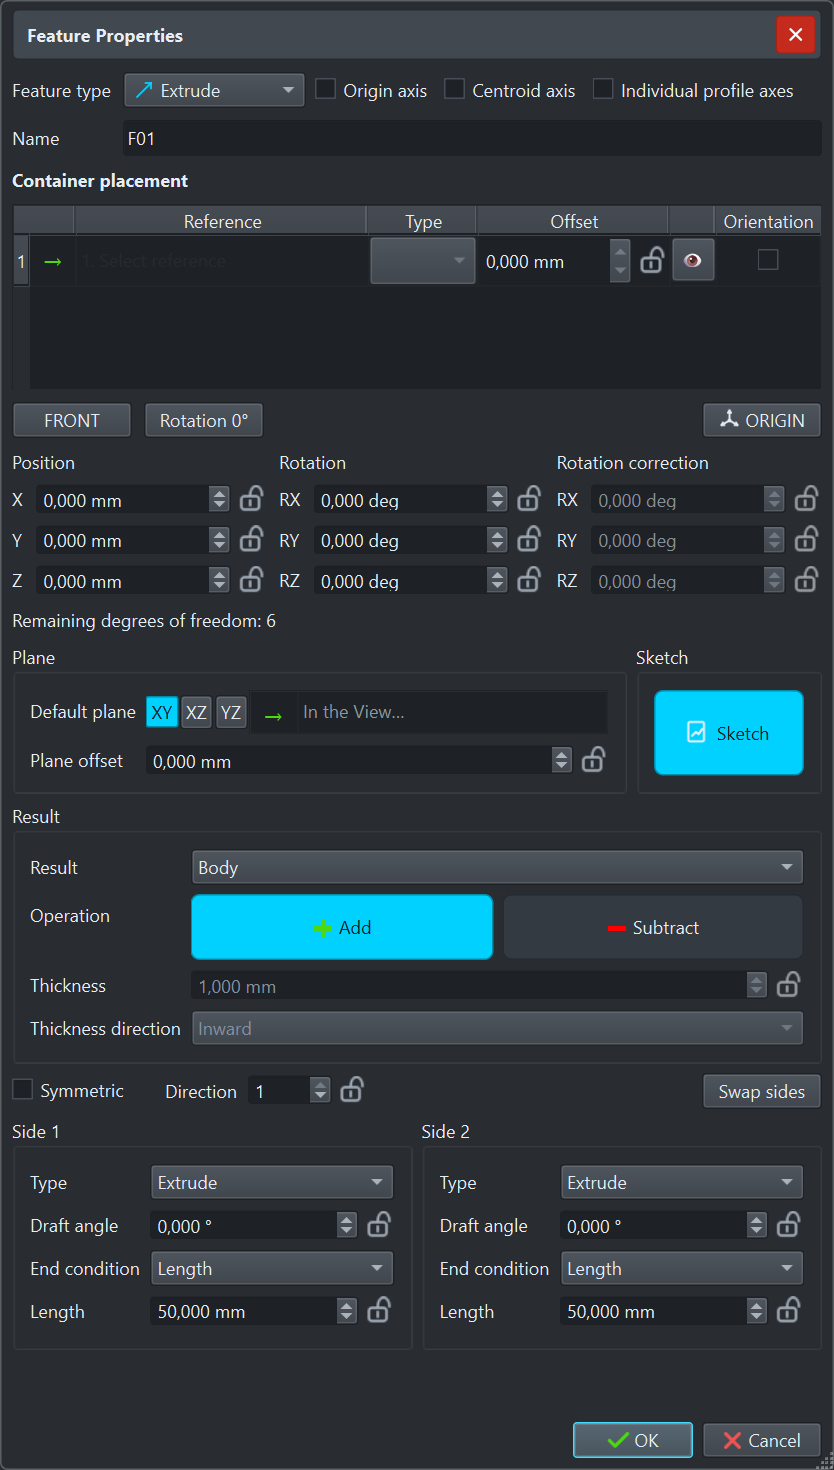 Feature Properties
Feature type Extrude Origin axis Centroid axis Individual profile axes
Name F01
Container placement
Reference Type Offset Orientation
1 1. Select reference 0,000 mm
FRONT Rotation 0° ORIGIN
Position Rotation Rotation correction
X 0,000 mm RX 0,000 deg RX 0,000 deg
Y 0,000 mm RY 0,000 deg RY 0,000 deg
Z 0,000 mm RZ 0,000 deg RZ 0,000 deg
Remaining degrees of freedom: 6
Plane Sketch
Default plane XY XZ YZ → In the View...
Plane offset 0,000 mm
Sketch
Result
Result Body
Operation Add Subtract
Thickness 1,000 mm
Thickness direction Inward
Symmetric Direction 1 Swap sides
Side 1 Side 2
Type Extrude Type Extrude
Draft angle 0,000 ° Draft angle 0,000 °
End condition Length End condition Length
Length 50,000 mm Length 50,000 mm
OK Cancel